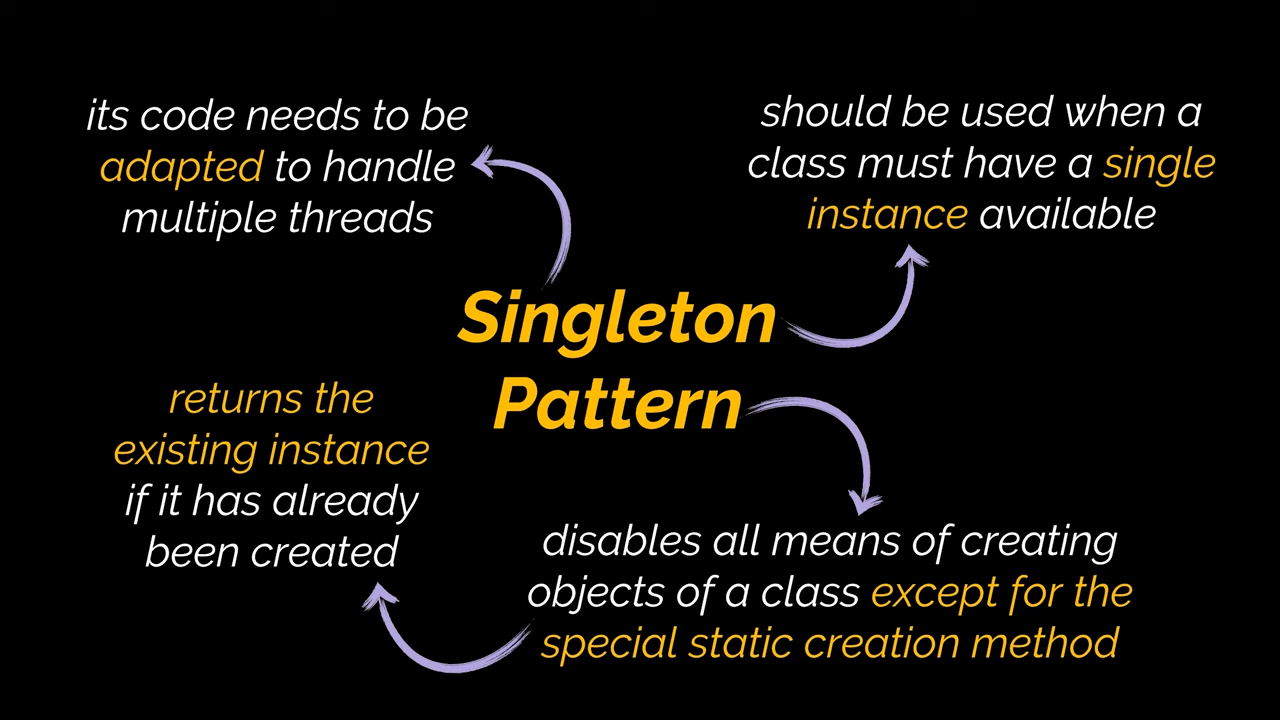 its code needs to be
adapted to handle
multiple threads
should be used when a
class must have a single
instance available
Singleton
Pattern
returns the
existing instance
if it has already
been created
disables all means of creating
objects of a class except for the
special static creation method